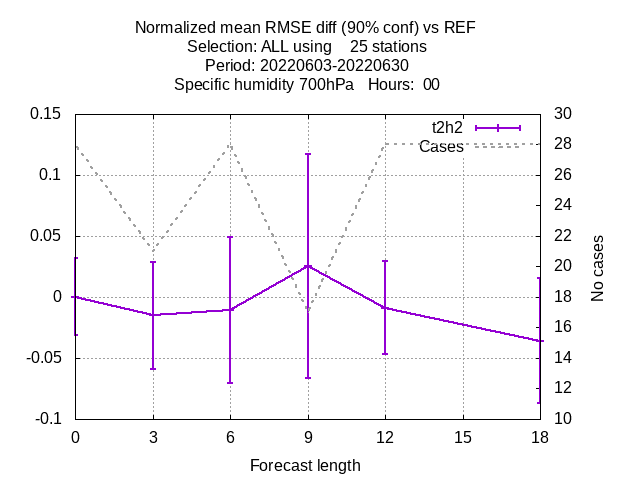 Normalized mean RMSE diff (90% conf) vs REF
Selection: ALL using    25 stations
Period: 20220603-20220630
Specific humidity 700hPa   Hours:  00
0.15
0.1
0.05
0
-0.05
-0.1
30
28
26
24
22
20
18
16
14
12
10
t2h2
Cases
No cases
0 3 6 9 12 15 18
Forecast length